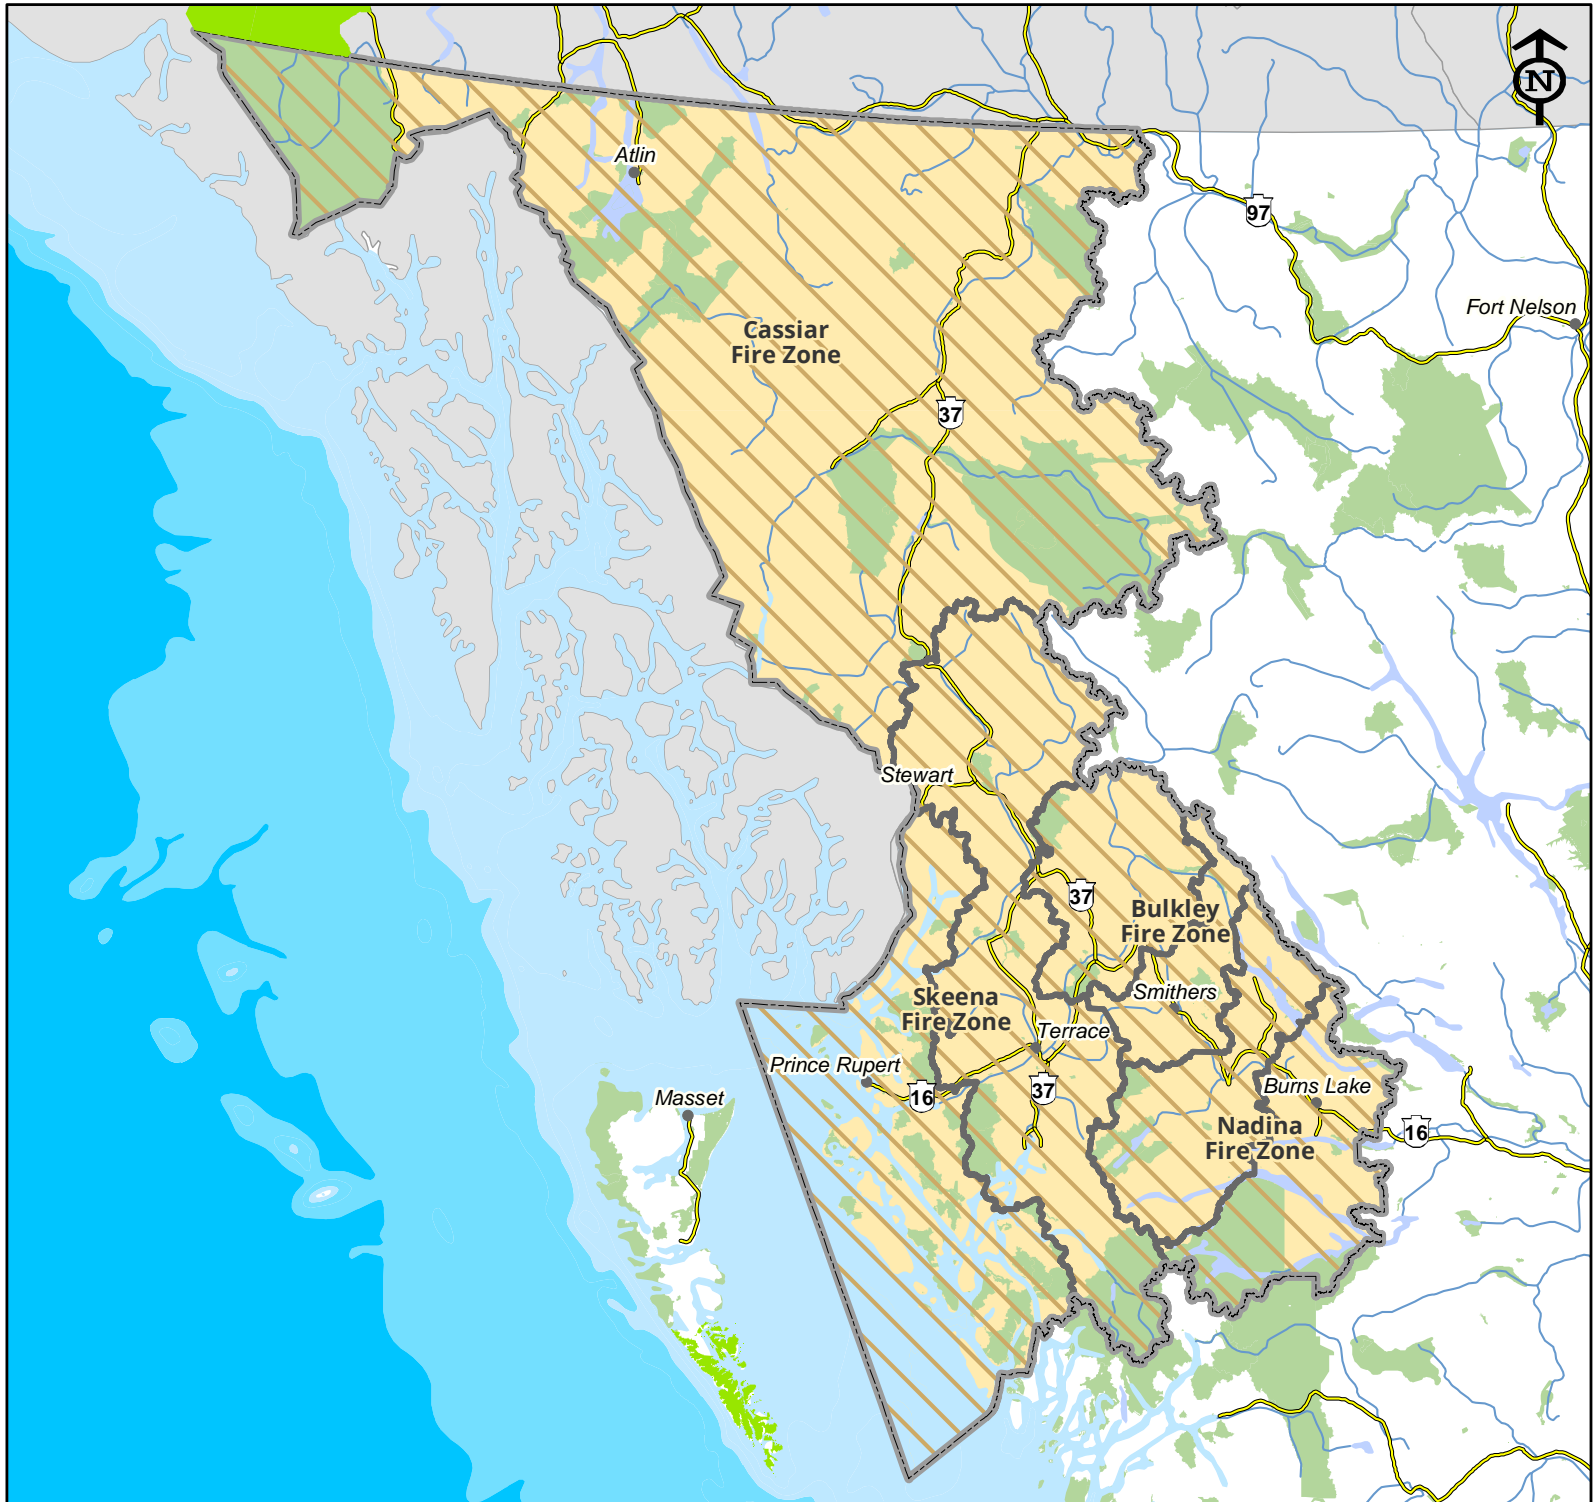 N
Atlin
97
Fort Nelson
Cassiar
Fire Zone
37
Stewart
37
Bulkley
Fire Zone
Smithers
Skeena
Fire Zone
Terrace
Prince Rupert
16
37
Burns Lake
Masset
Nadina
Fire Zone
16